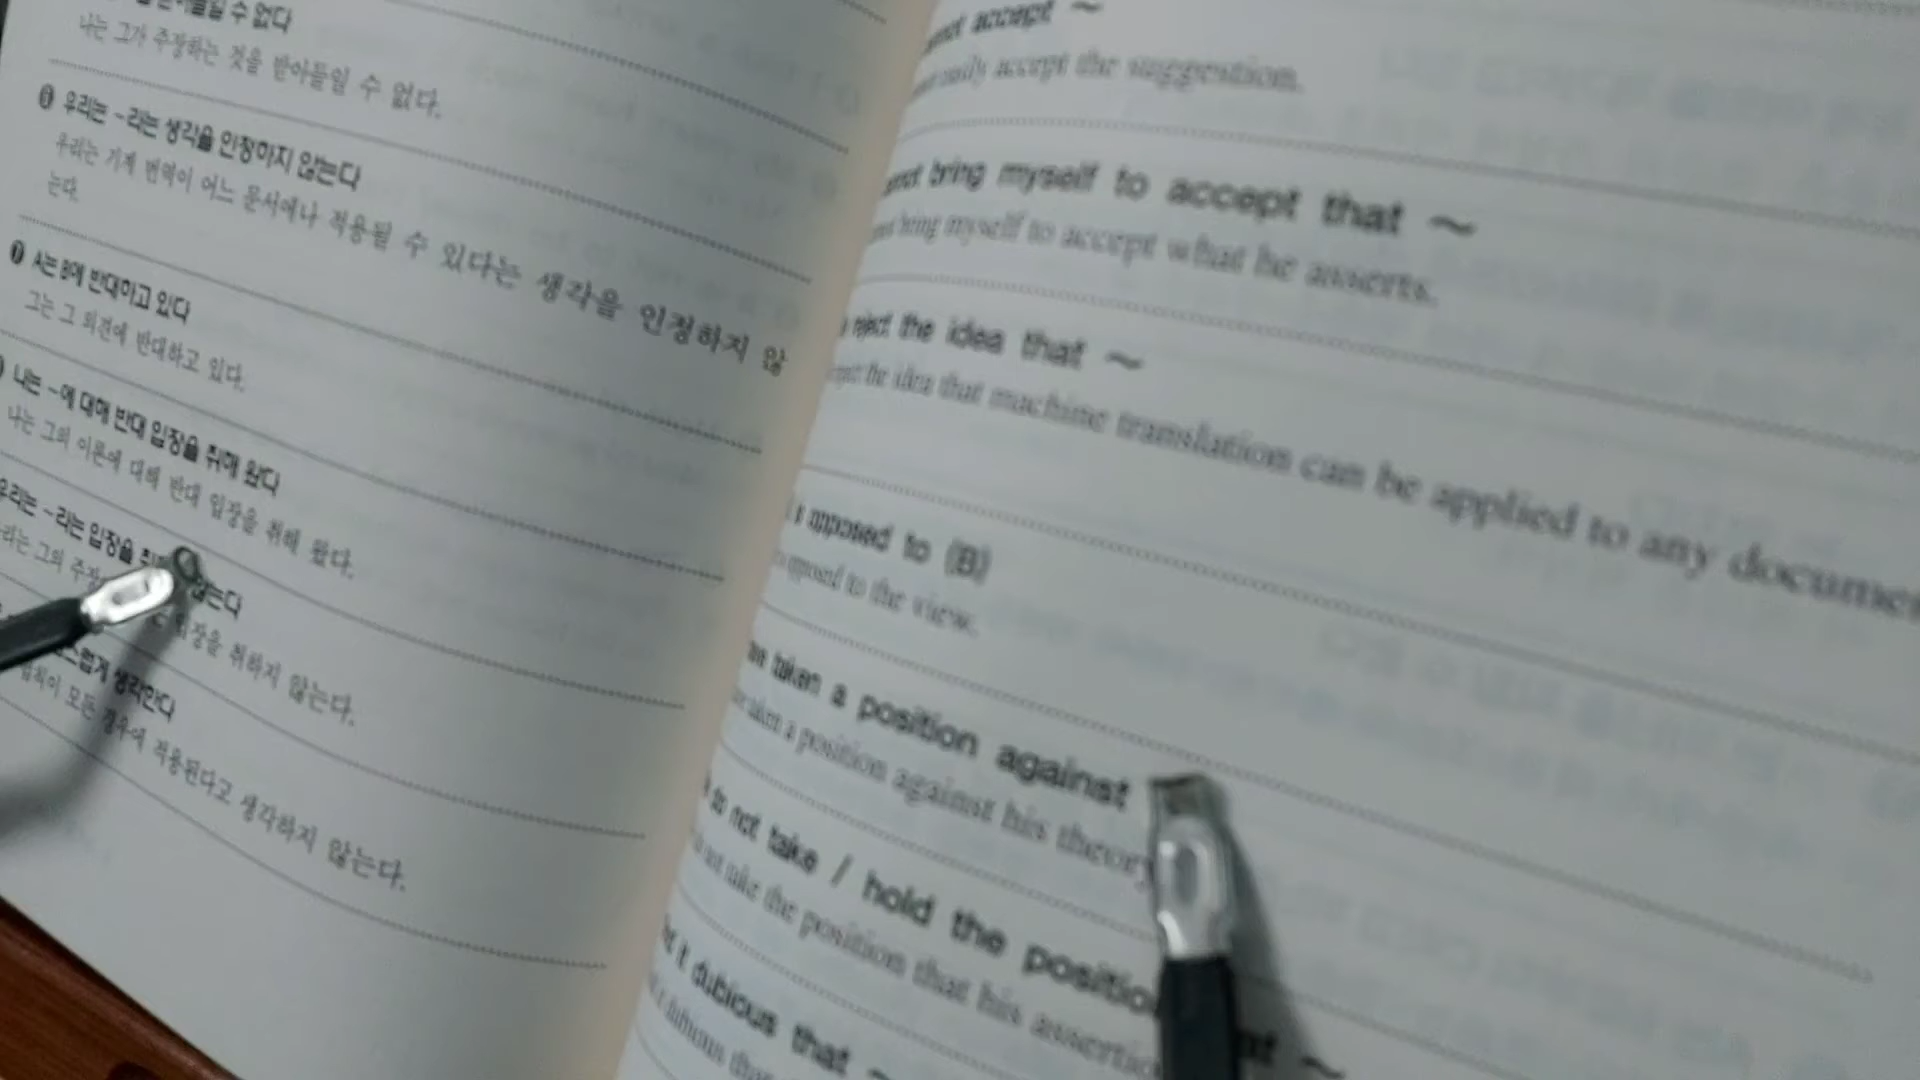 수 없다
나는 그가 주장하는 것을 받아들일 수 없다.
❻ 우리는 ~라는 생각을 인정하지 않는다
우리는 기계 번역이 어느 문서에나 적용될 수 있다는 생각을 인정하지 않
는다.
❼ A는 B에 반대하고 있다
그는 그 의견에 반대하고 있다.
나는 ~에 대해 반대 입장을 취해 왔다
나는 그의 이론에 대해 반대 입장을 취해 왔다.
우리는 ~라는 입장을 않는다
그의 입장을 취하지 않는다.
생각한다
모든 경우에 적용된다고 생각하지 않는다.
accept ~
accept the suggestion.
bring myself to accept that ~
bring myself to accept what he asserts.
reject the idea that ~
the idea that machine translation can be applied to any
opposed to (B)
opposed to the view.
taken a position against
taken a position against his theory
do not take / hold the position ~
take the position that his
it dubious that ~
dubious that